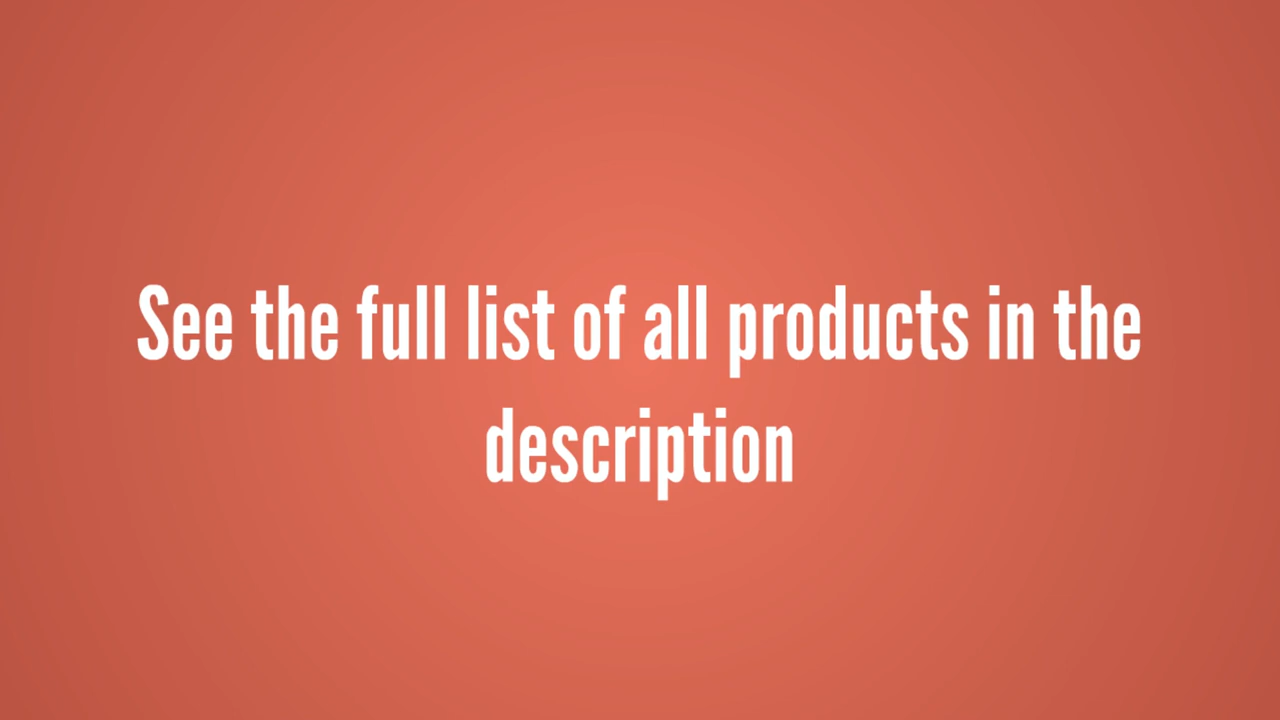 See the full list of all products in the
description